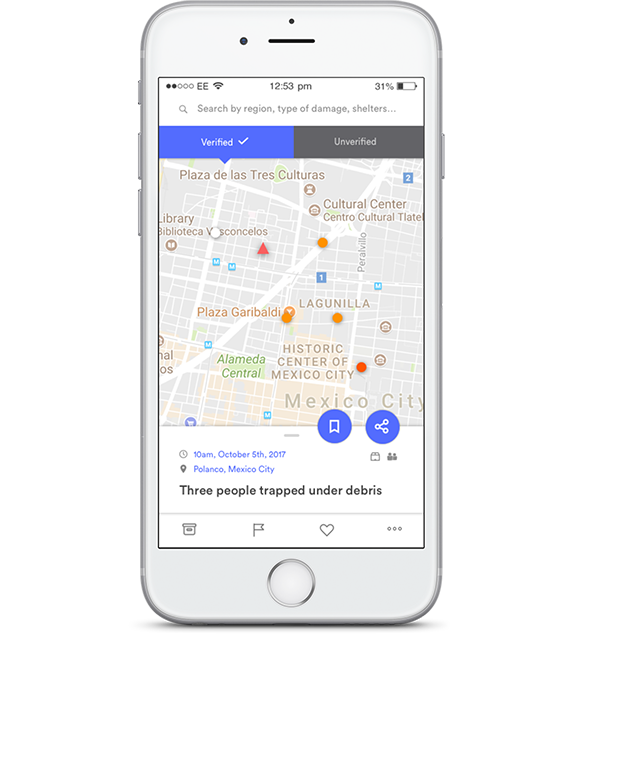 EE 12:53 pm 31%
Search by region, type of damage, shelters...
Verified Unverified
Plaza de las Tres Culturas
2
Cultural Center
Centro Cultural Tlatel
Library
Biblioteca Vasconcelos
Peralvillo
M
M
1
M
LAGUNILLA
Plaza Garibaldi
M
nal
os
Alameda
Central
HISTORIC
CENTER OF
MEXICO CITY
Mexico City
M
10am, October 5th, 2017
Polanco, Mexico City
Three people trapped under debris